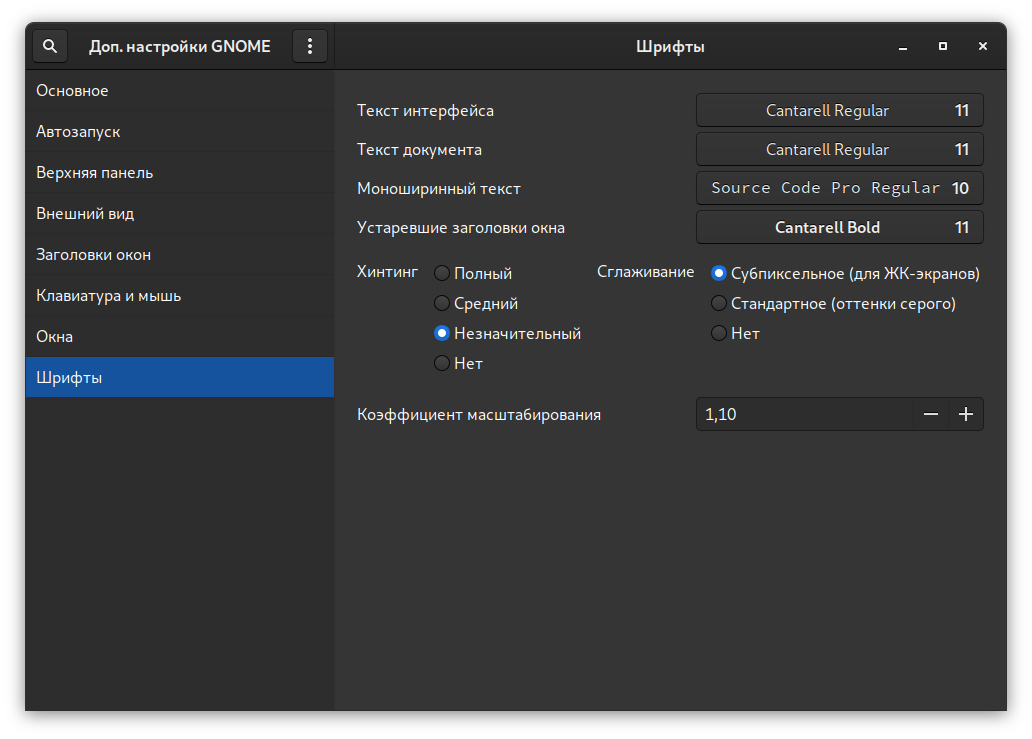 Доп. настройки GNOME
Шрифты
Основное
Автозапуск
Верхняя панель
Внешний вид
Заголовки окон
Клавиатура и мышь
Окна
Шрифты
Текст интерфейса Cantarell Regular 11
Текст документа Cantarell Regular 11
Моноширинный текст Source Code Pro Regular 10
Устаревшие заголовки окна Cantarell Bold 11
Хинтинг
Полный
Средний
Незначительный
Нет
Сглаживание
Субпиксельное (для ЖК-экранов)
Стандартное (оттенки серого)
Нет
Коэффициент масштабирования 1,10